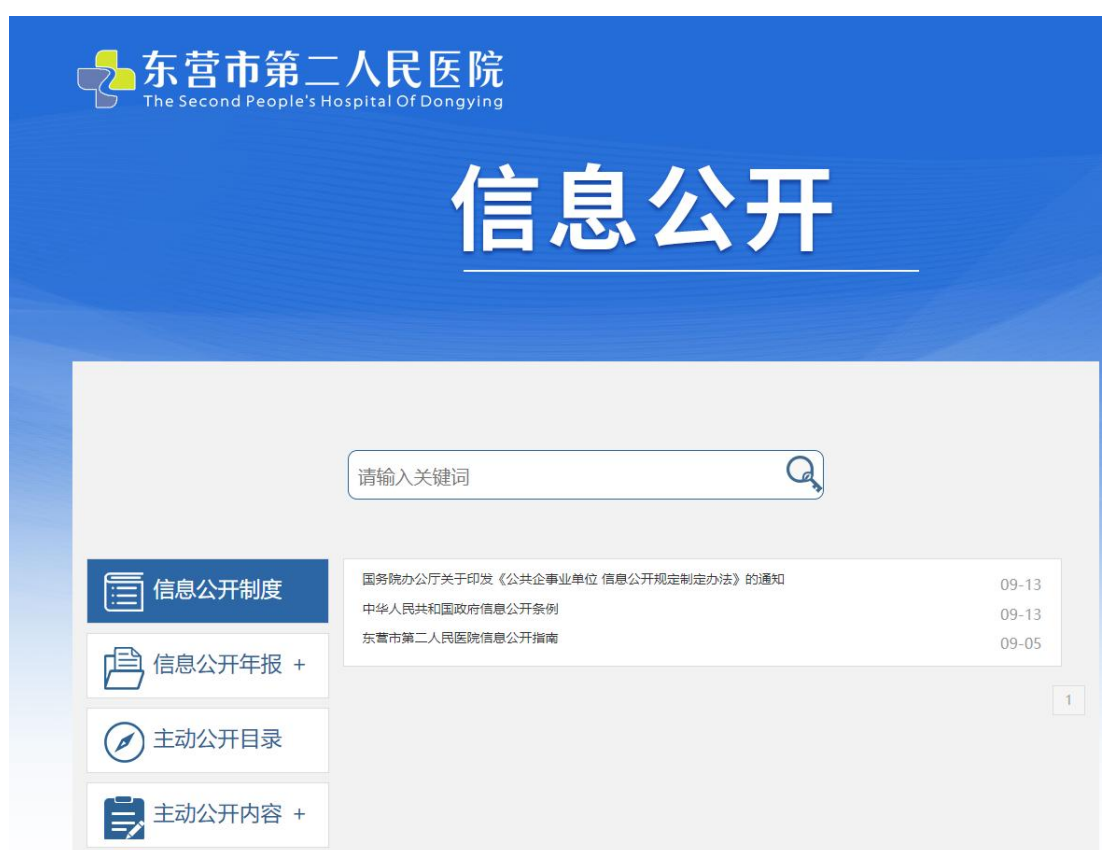 东营市第二人民医院
The Second People's Hospital Of Dongying
信息公开
请输入关键词
信息公开制度
信息公开年报 +
主动公开目录
主动公开内容 +
国务院办公厅关于印发《公共企事业单位 信息公开规定制定办法》的通知 09-13
中华人民共和国政府信息公开条例 09-13
东营市第二人民医院信息公开指南 09-05
1